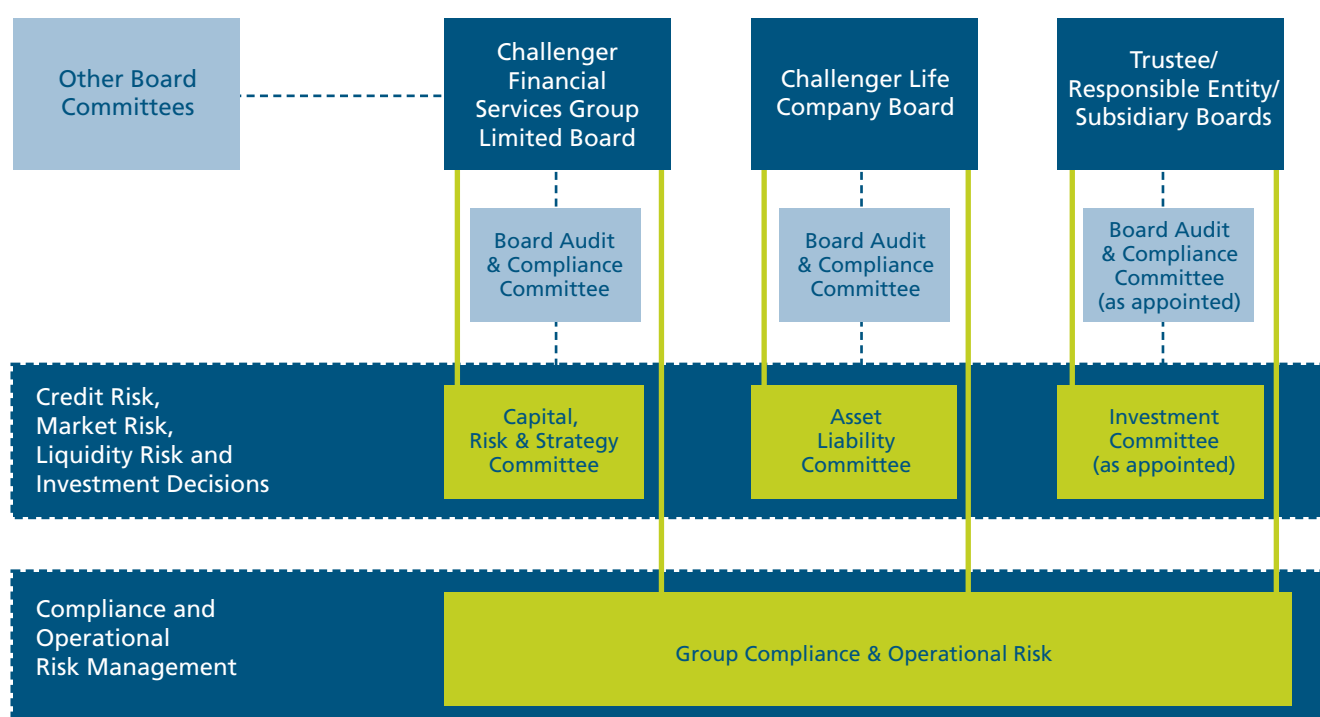 Other Board
Committees
Challenger
Financial
Services Group
Limited Board
Challenger Life
Company Board
Trustee/
Responsible Entity/
Subsidiary Boards
Board Audit
& Compliance
Committee
Board Audit
& Compliance
Committee
Board Audit
& Compliance
Committee
(as appointed)
Credit Risk,
Market Risk,
Liquidity Risk and
Investment Decisions
Capital,
Risk & Strategy
Committee
Asset
Liability
Committee
Investment
Committee
(as appointed)
Compliance and
Operational
Risk Management
Group Compliance & Operational Risk